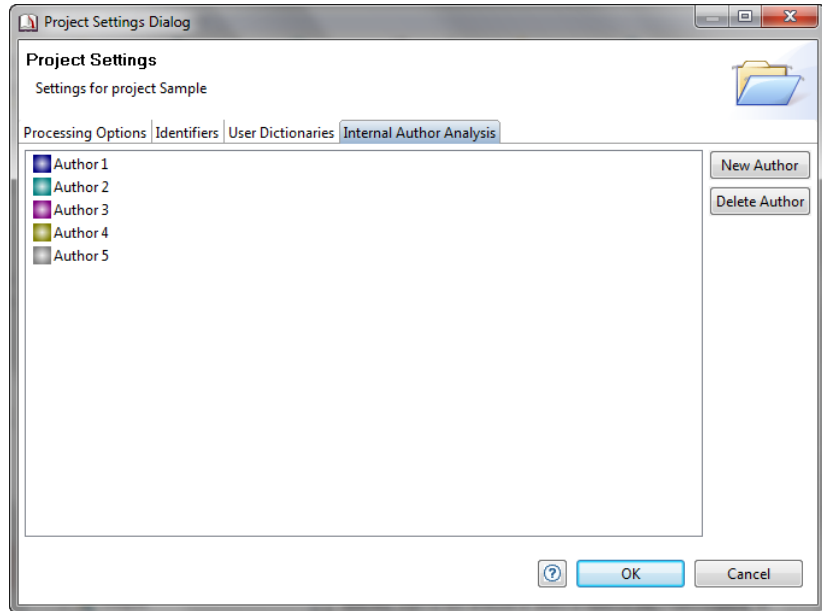 Project Settings Dialog
Project Settings
Settings for project Sample
Processing Options Identifiers User Dictionaries Internal Author Analysis
Author 1
Author 2
Author 3
Author 4
Author 5
New Author
Delete Author
?
OK
Cancel